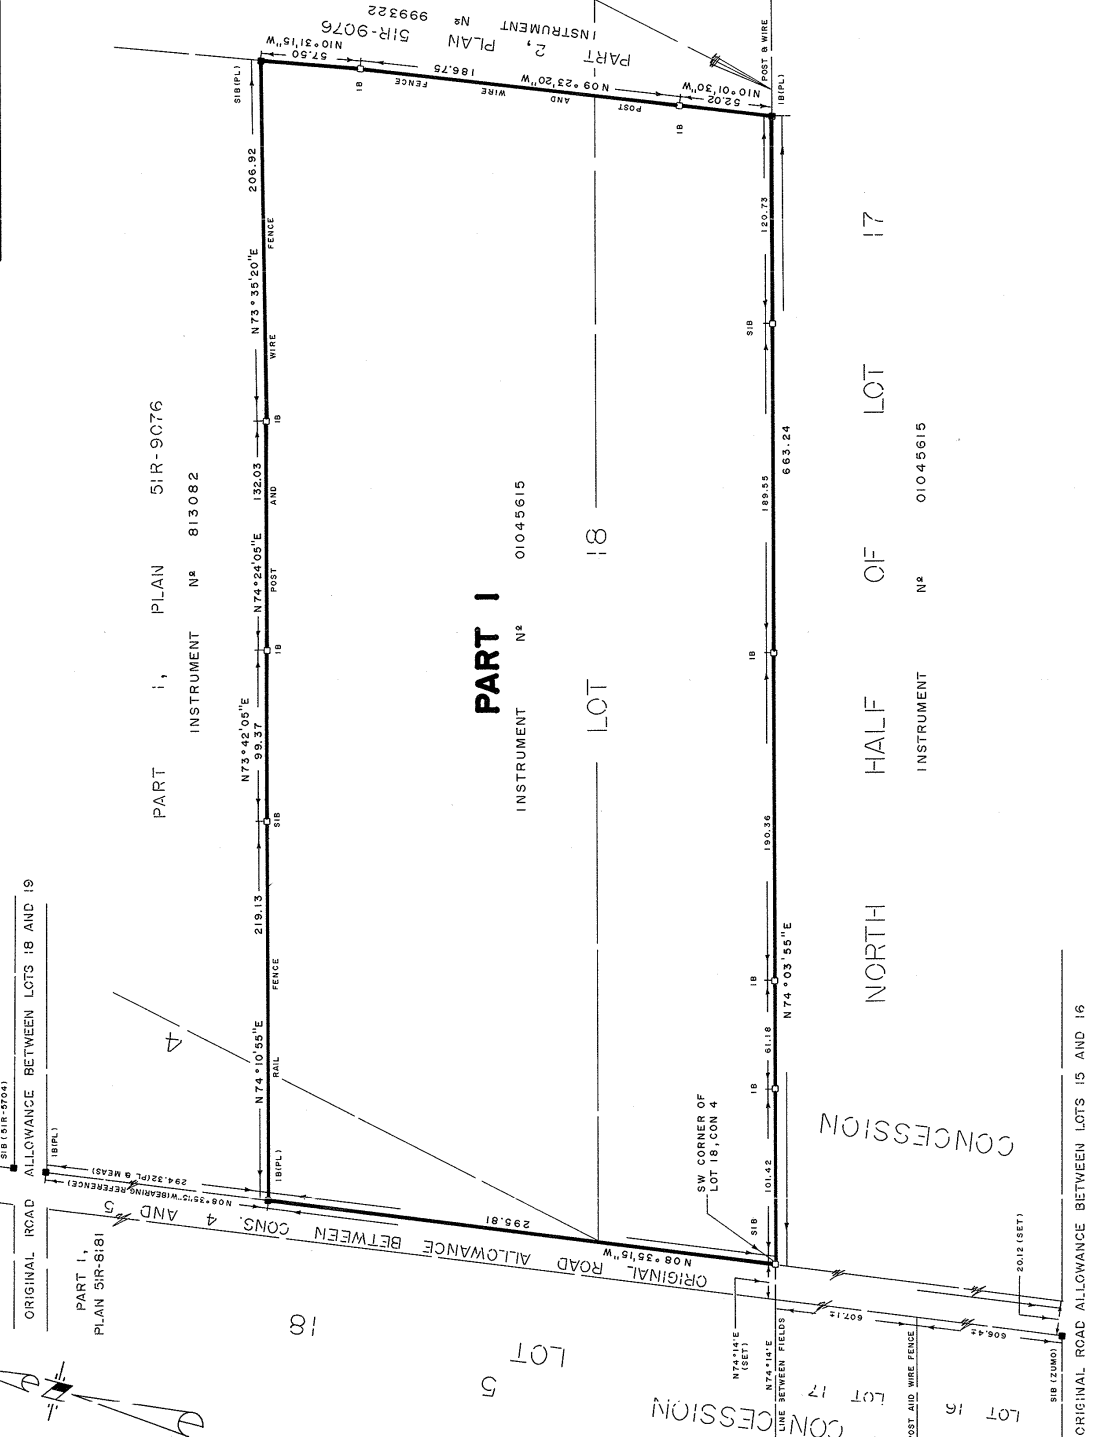 PART 2, PLAN 51R-9076
INSTRUMENT Nº 999322
N10°31'15"W
57.50
186.75
N09°23'20"W
52.02
N10°01'30"W
POST AND WIRE FENCE
POST & WIRE
IB(PL)
SIB(PL)
IB
IB
206.92
N73°35'20"E
FENCE
WIRE
IB
132.03
AND
N74°24'05"E
POST
IB
N73°42'05"E
99.37
SIB
219.13
FENCE
N74°10'55"E
RAIL
IB(PL)
PART 1, PLAN 51R-9076
INSTRUMENT Nº 813082
PART 1
INSTRUMENT Nº 01045615
LOT 18
120.73
SIB
189.55
663.24
IB
190.36
IB
N74°03'55"E
61.18
IB
101.42
SIB
NORTH HALF OF LOT 17
INSTRUMENT Nº 01045615
SW CORNER OF
LOT 18, CON 4
CONCESSION
4
295.81
N08°35'15"W
ORIGINAL ROAD ALLOWANCE BETWEEN CONS. 4 AND 5
N08°35'15"W(BEARING REFERENCE)
294.32(PL & MEAS)
IB(PL)
SIB(51R-5704)
ORIGINAL ROAD ALLOWANCE BETWEEN LOTS 18 AND 19
PART 1,
PLAN 51R-8181
LOT 18
CONCESSION 5
N74°14'E
(SET)
N74°14'E
LINE BETWEEN FIELDS
607.1±
LOT 17
POST AND WIRE FENCE
606.4±
LOT 16
20.12 (SET)
SIB (ZUMO)
ORIGINAL ROAD ALLOWANCE BETWEEN LOTS 15 AND 16